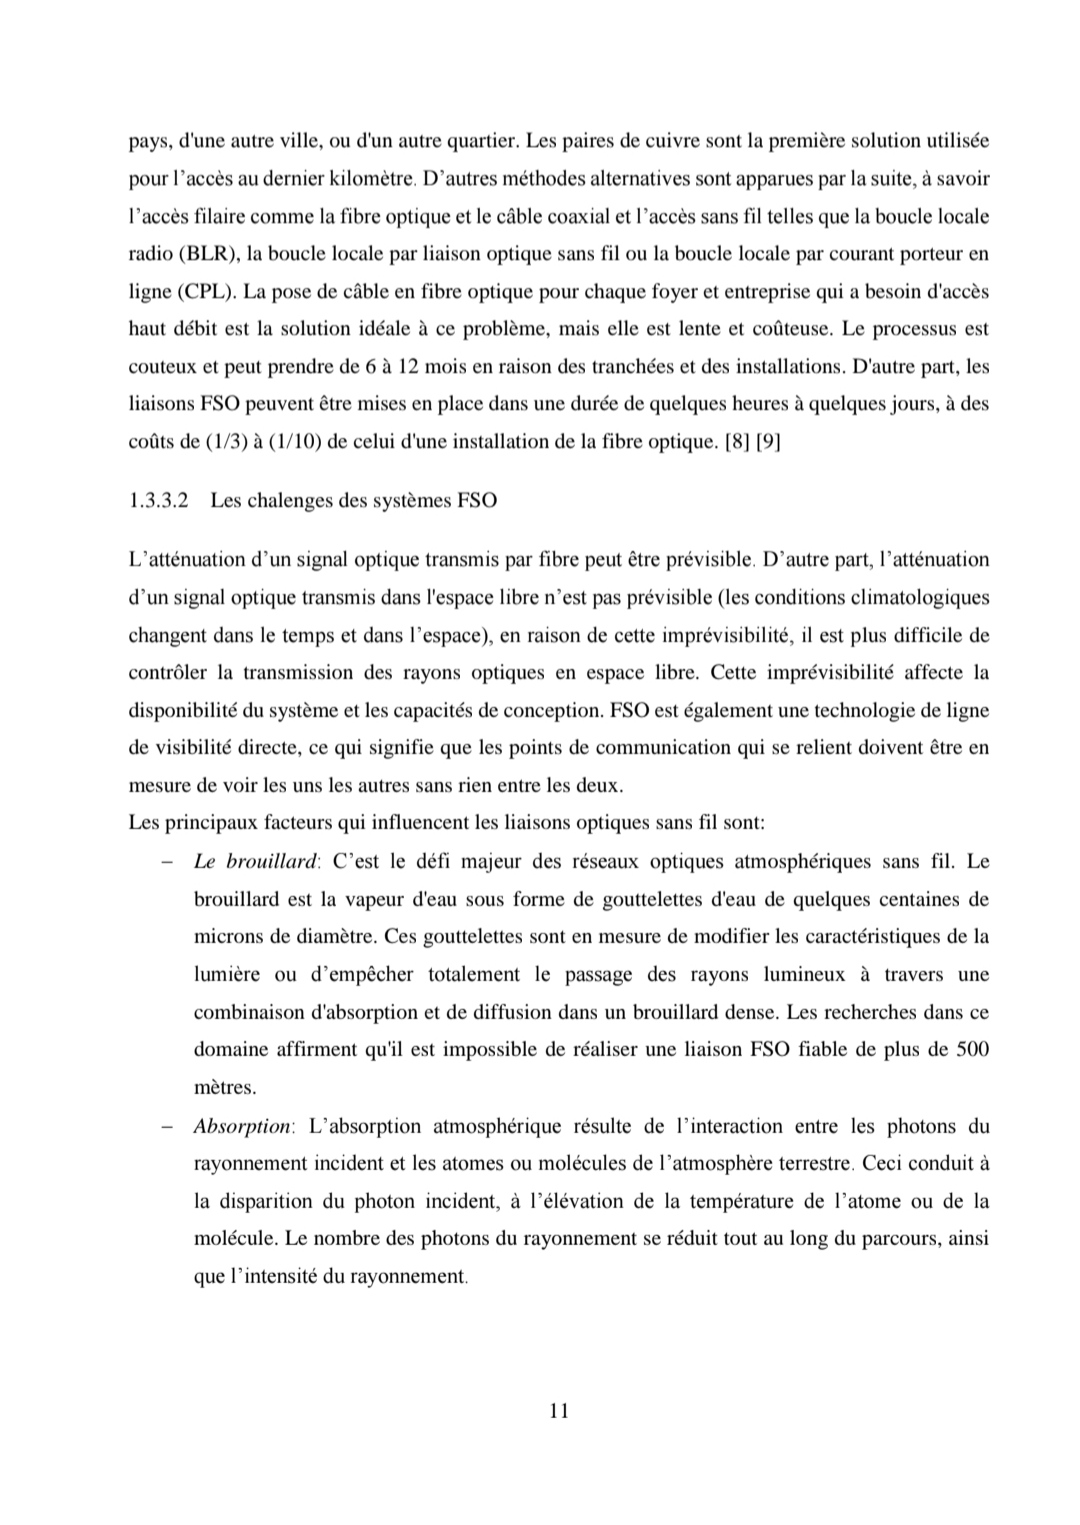 pays, d'une autre ville, ou d'un autre quartier. Les paires de cuivre sont la première solution utilisée
pour l’accès au dernier kilomètre. D’autres méthodes alternatives sont apparues par la suite, à savoir
l’accès filaire comme la fibre optique et le câble coaxial et l’accès sans fil telles que la boucle locale
radio (BLR), la boucle locale par liaison optique sans fil ou la boucle locale par courant porteur en
ligne (CPL). La pose de câble en fibre optique pour chaque foyer et entreprise qui a besoin d'accès
haut débit est la solution idéale à ce problème, mais elle est lente et coûteuse. Le processus est
couteux et peut prendre de 6 à 12 mois en raison des tranchées et des installations. D'autre part, les
liaisons FSO peuvent être mises en place dans une durée de quelques heures à quelques jours, à des
coûts de (1/3) à (1/10) de celui d'une installation de la fibre optique. [8] [9]
1.3.3.2 Les chalenges des systèmes FSO
L’atténuation d’un signal optique transmis par fibre peut être prévisible. D’autre part, l’atténuation
d’un signal optique transmis dans l'espace libre n’est pas prévisible (les conditions climatologiques
changent dans le temps et dans l’espace), en raison de cette imprévisibilité, il est plus difficile de
contrôler la transmission des rayons optiques en espace libre. Cette imprévisibilité affecte la
disponibilité du système et les capacités de conception. FSO est également une technologie de ligne
de visibilité directe, ce qui signifie que les points de communication qui se relient doivent être en
mesure de voir les uns les autres sans rien entre les deux.
Les principaux facteurs qui influencent les liaisons optiques sans fil sont:
– Le brouillard: C’est le défi majeur des réseaux optiques atmosphériques sans fil. Le
brouillard est la vapeur d'eau sous forme de gouttelettes d'eau de quelques centaines de
microns de diamètre. Ces gouttelettes sont en mesure de modifier les caractéristiques de la
lumière ou d’empêcher totalement le passage des rayons lumineux à travers une
combinaison d'absorption et de diffusion dans un brouillard dense. Les recherches dans ce
domaine affirment qu'il est impossible de réaliser une liaison FSO fiable de plus de 500
mètres.
– Absorption: L’absorption atmosphérique résulte de l’interaction entre les photons du
rayonnement incident et les atomes ou molécules de l’atmosphère terrestre. Ceci conduit à
la disparition du photon incident, à l’élévation de la température de l’atome ou de la
molécule. Le nombre des photons du rayonnement se réduit tout au long du parcours, ainsi
que l’intensité du rayonnement.
11